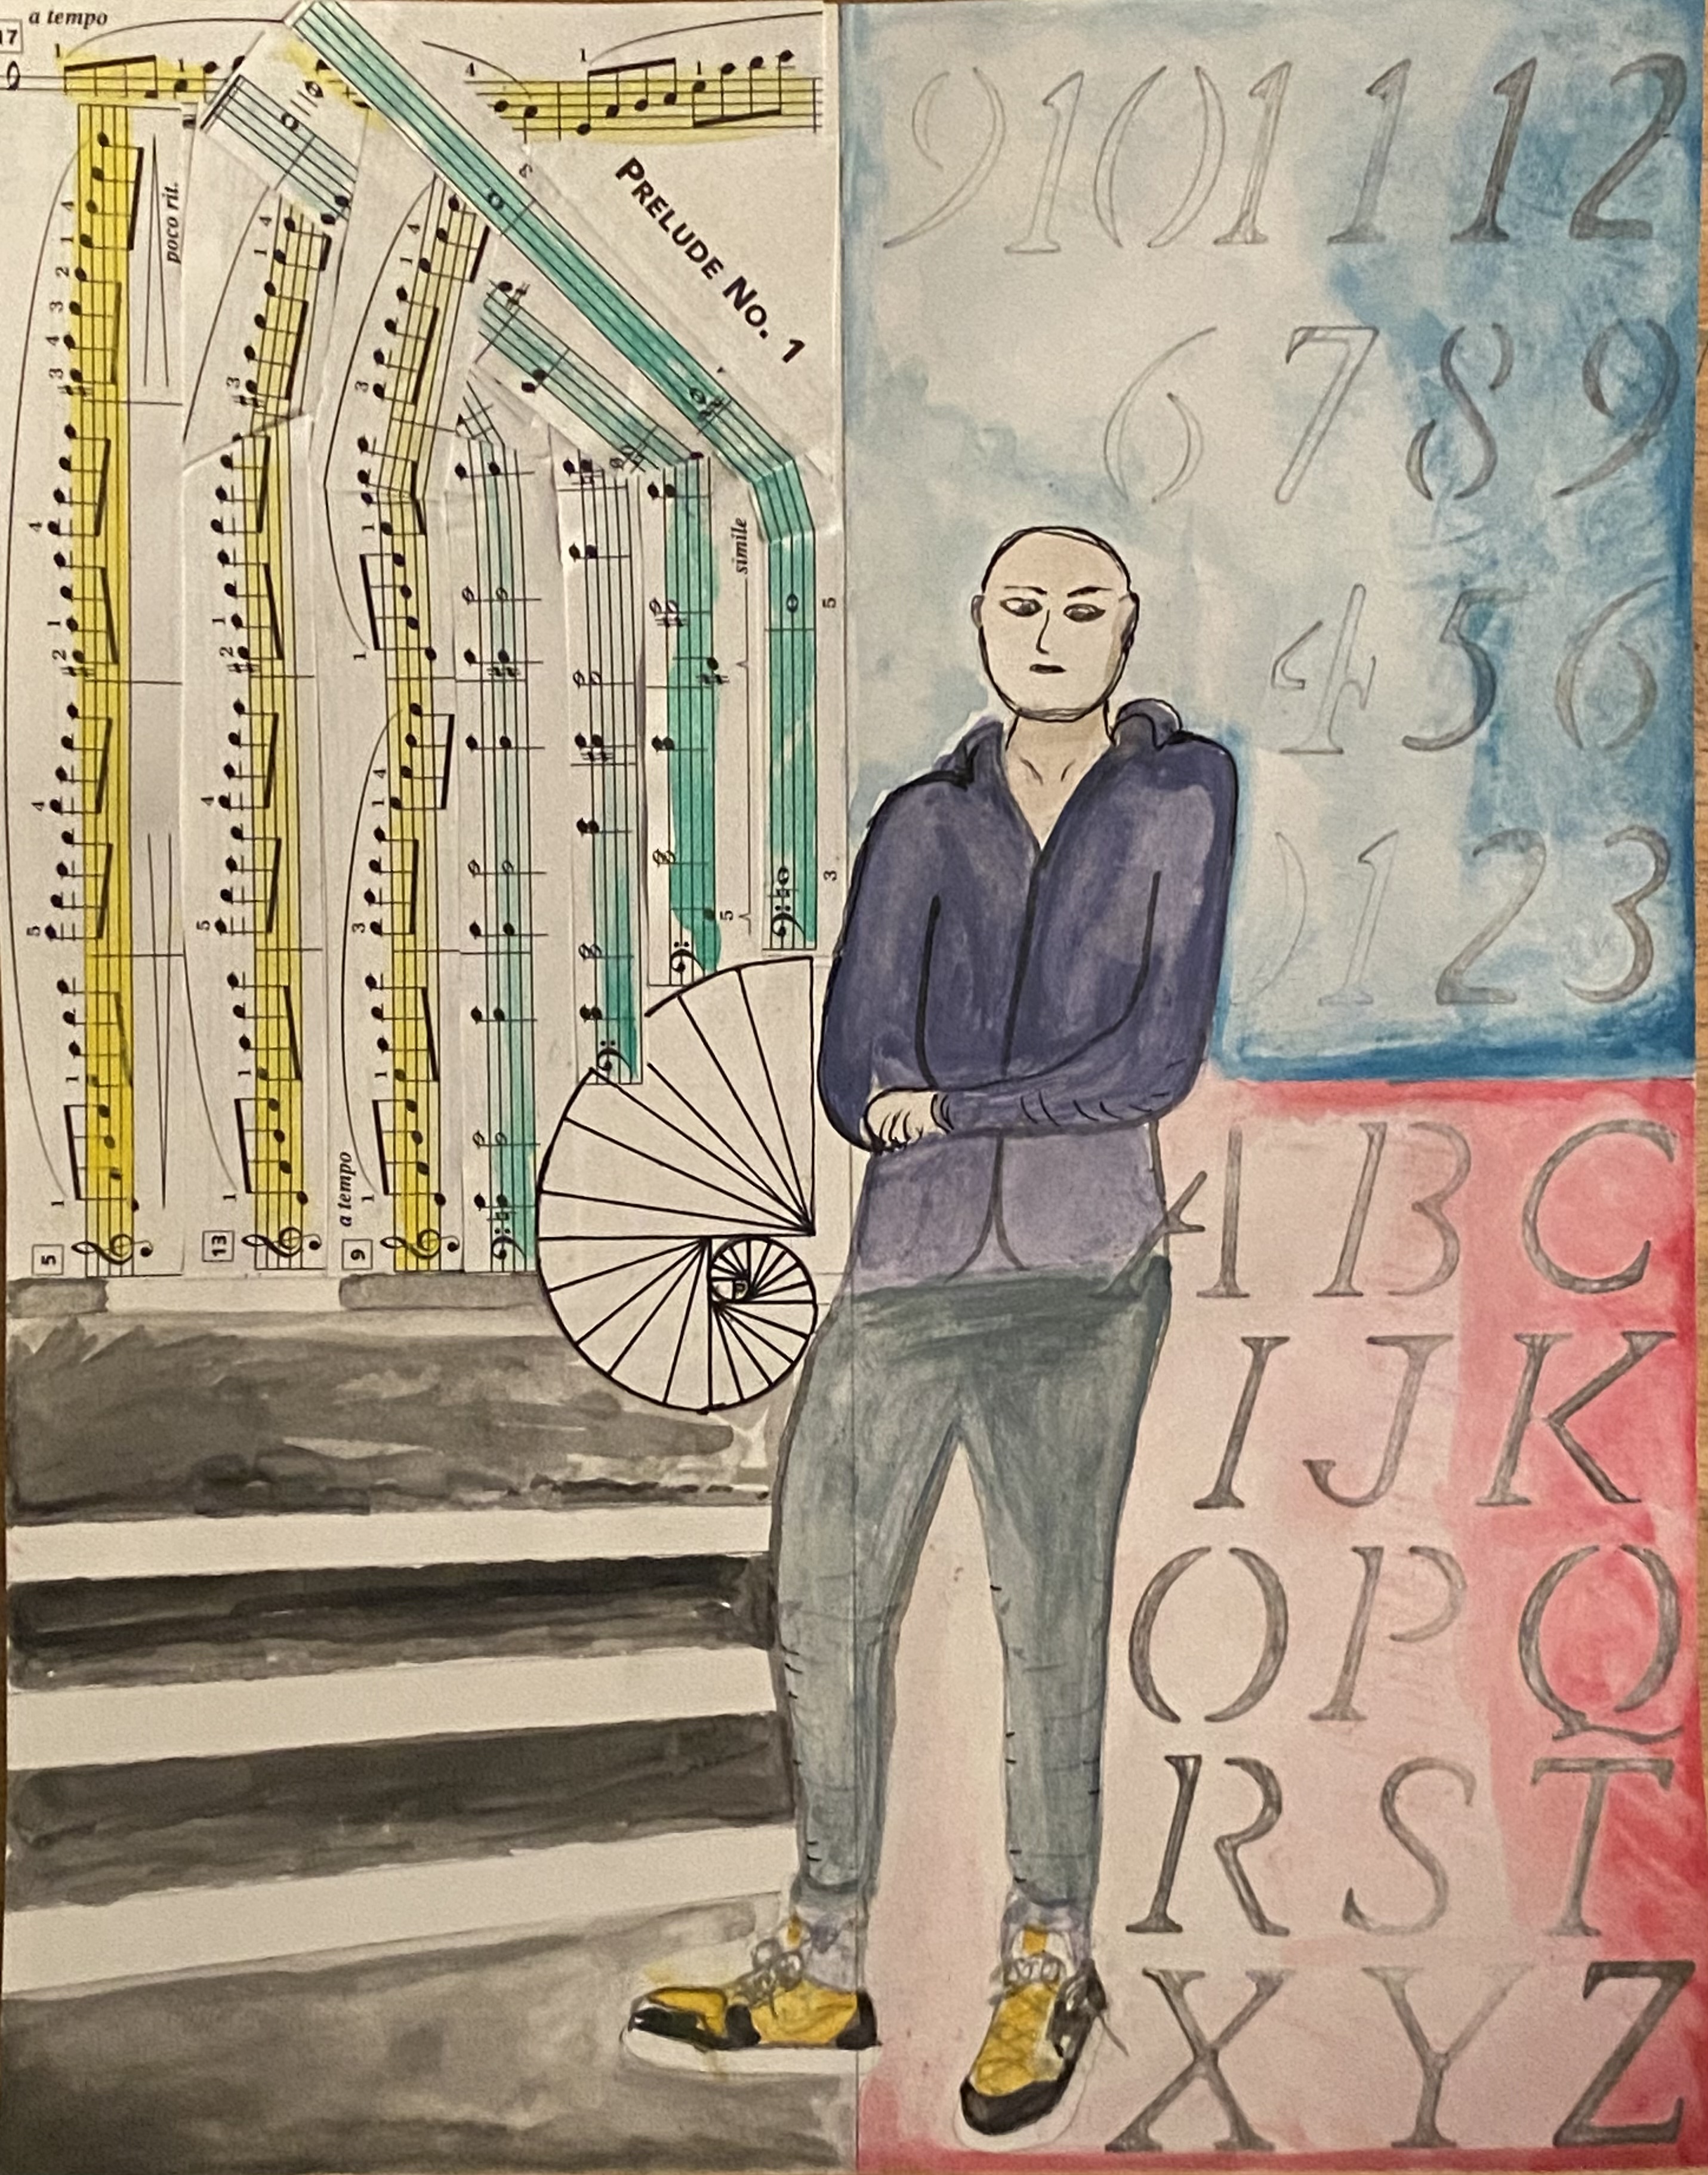 17
a tempo
poco rit.
PRELUDE NO. 1
simile
5
13
9
a tempo
9 10 11 12
6 7 8 9
4 5 6
1 2 3
A B C
I J K
O P Q
R S T
X Y Z